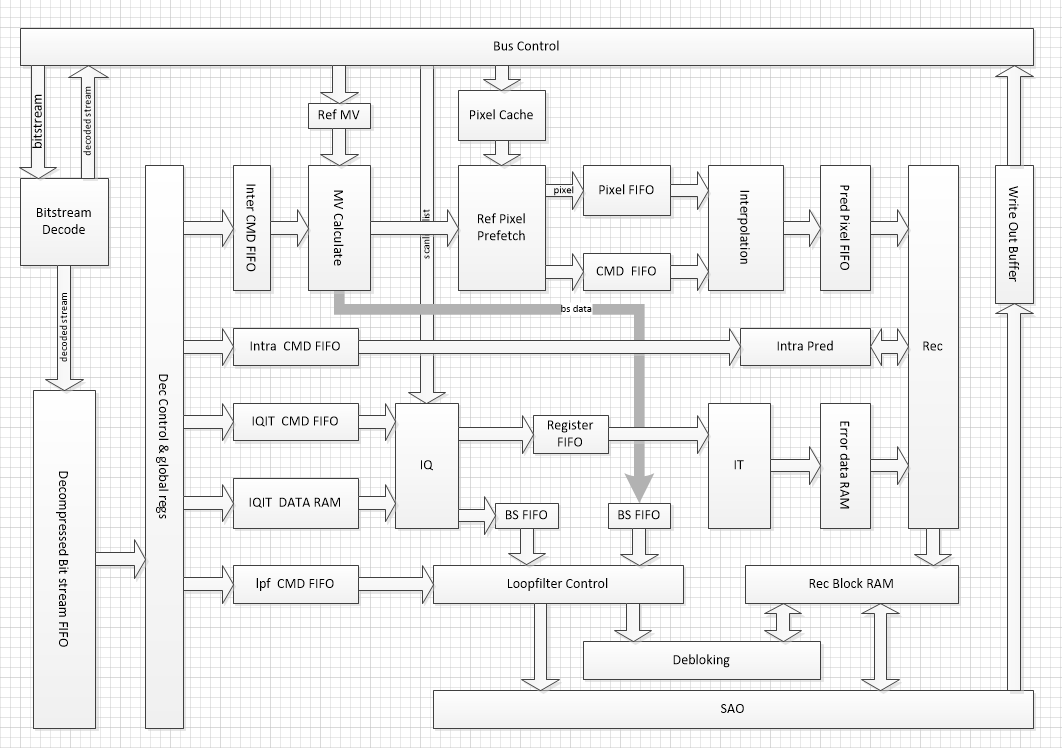 Bus Control
bitstream
decoded stream
Ref MV
Pixel Cache
Bitstream
Decode
Inter CMD FIFO
MV Calculate
Ref Pixel
Prefetch
pixel
Pixel FIFO
CMD FIFO
Interpolation
Pred Pixel FIFO
Write Out Buffer
decoded stream
bs data
Intra CMD FIFO
Intra Pred
Rec
Dec Control & global regs
IQIT CMD FIFO
IQ
Register
FIFO
IT
Error data RAM
Decompressed Bit stream FIFO
IQIT DATA RAM
BS FIFO
BS FIFO
lpf CMD FIFO
Loopfilter Control
Rec Block RAM
Debloking
SAO